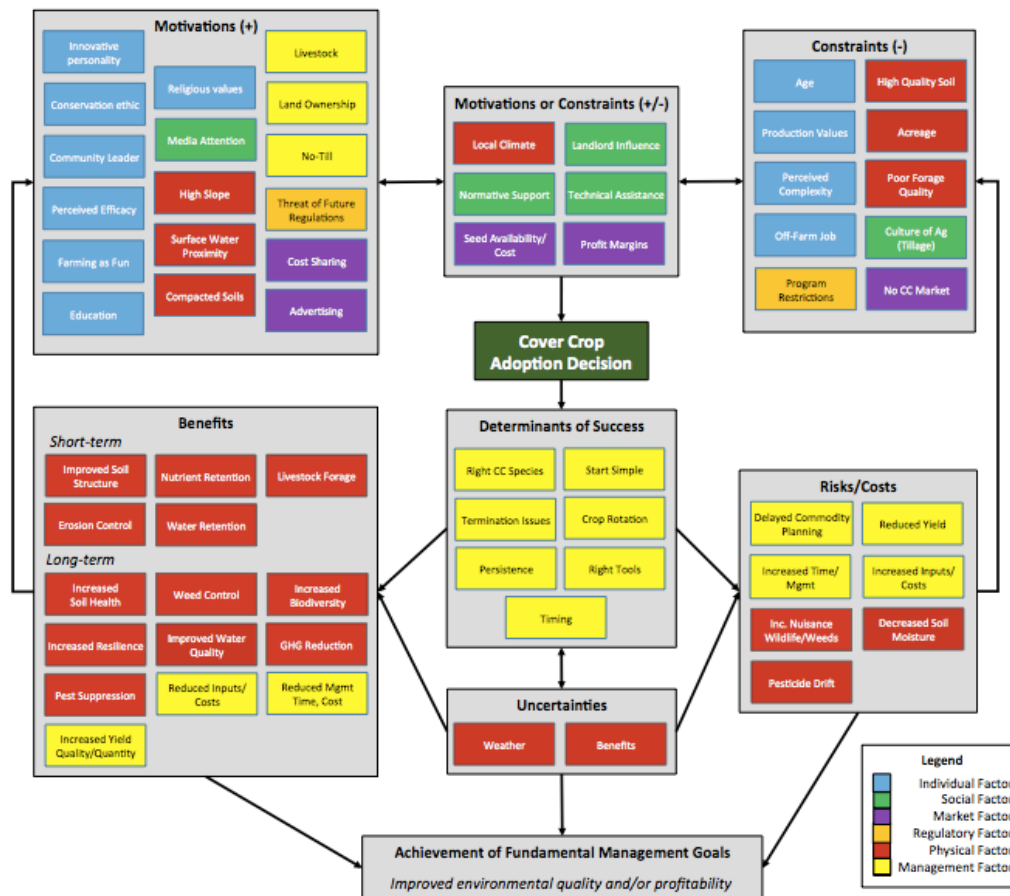 Motivations (+)
Innovative
personality
Conservation ethic
Community Leader
Perceived Efficacy
Farming as Fun
Education
Religious values
Media Attention
High Slope
Surface Water
Proximity
Compacted Soils
Livestock
Land Ownership
No-Till
Threat of Future
Regulations
Cost Sharing
Advertising
Motivations or Constraints (+/-)
Local Climate
Landlord Influence
Normative Support
Technical Assistance
Seed Availability/
Cost
Profit Margins
Constraints (-)
Age
High Quality Soil
Production Values
Acreage
Perceived
Complexity
Poor Forage
Quality
Off-Farm Job
Culture of Ag
(Tillage)
Program
Restrictions
No CC Market
Cover Crop
Adoption Decision
Benefits
Short-term
Improved Soil
Structure
Nutrient Retention
Livestock Forage
Erosion Control
Water Retention
Long-term
Increased
Soil Health
Weed Control
Increased
Biodiversity
Increased Resilience
Improved Water
Quality
GHG Reduction
Pest Suppression
Reduced Inputs/
Costs
Reduced Mgmt
Time, Cost
Increased Yield
Quality/Quantity
Determinants of Success
Right CC Species
Start Simple
Termination Issues
Crop Rotation
Persistence
Right Tools
Timing
Uncertainties
Weather
Benefits
Risks/Costs
Delayed Commodity
Planning
Reduced Yield
Increased Time/
Mgmt
Increased Inputs/
Costs
Inc. Nuisance
Wildlife/Weeds
Decreased Soil
Moisture
Pesticide Drift
Achievement of Fundamental Management Goals
Improved environmental quality and/or profitability
Legend
Individual Factor
Social Factor
Market Factor
Regulatory Factor
Physical Factor
Management Factor